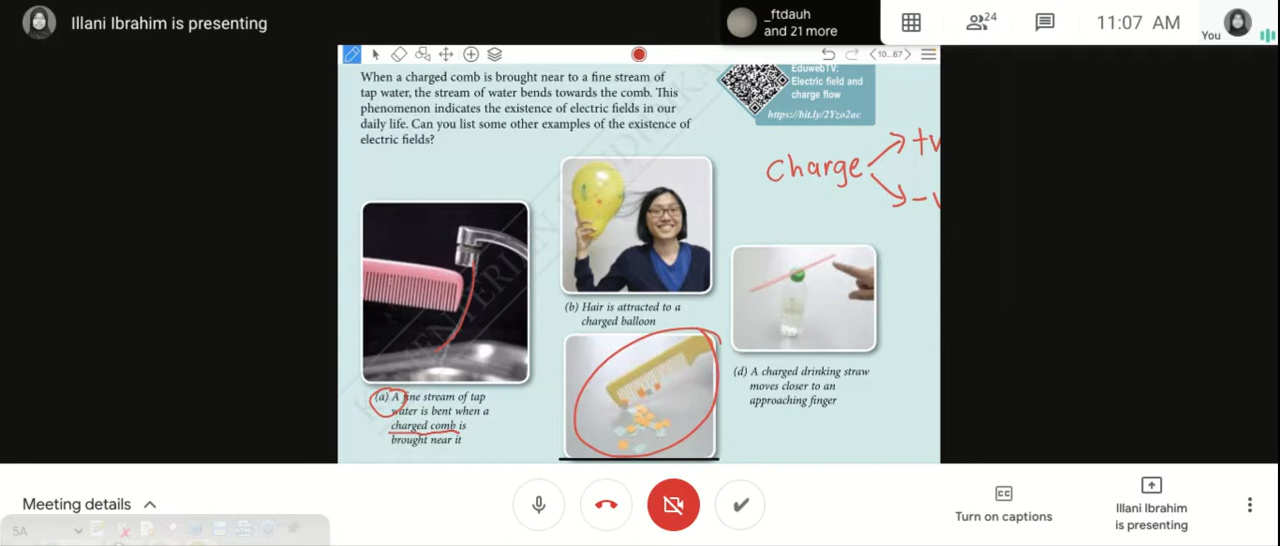 Illani Ibrahim is presenting
_ftdauh
and 21 more
24
11:07 AM
You
10...67
When a charged comb is brought near to a fine stream of
tap water, the stream of water bends towards the comb. This
phenomenon indicates the existence of electric fields in our
daily life. Can you list some other examples of the existence of
electric fields?
EduwebTV:
Electric field and
charge flow
https://bit.ly/2Yzo2ac
Charge
+v
-v
(a) A fine stream of tap
water is bent when a
charged comb is
brought near it
(b) Hair is attracted to a
charged balloon
(d) A charged drinking straw
moves closer to an
approaching finger
Meeting details
CC
Turn on captions
Illani Ibrahim
is presenting
5A